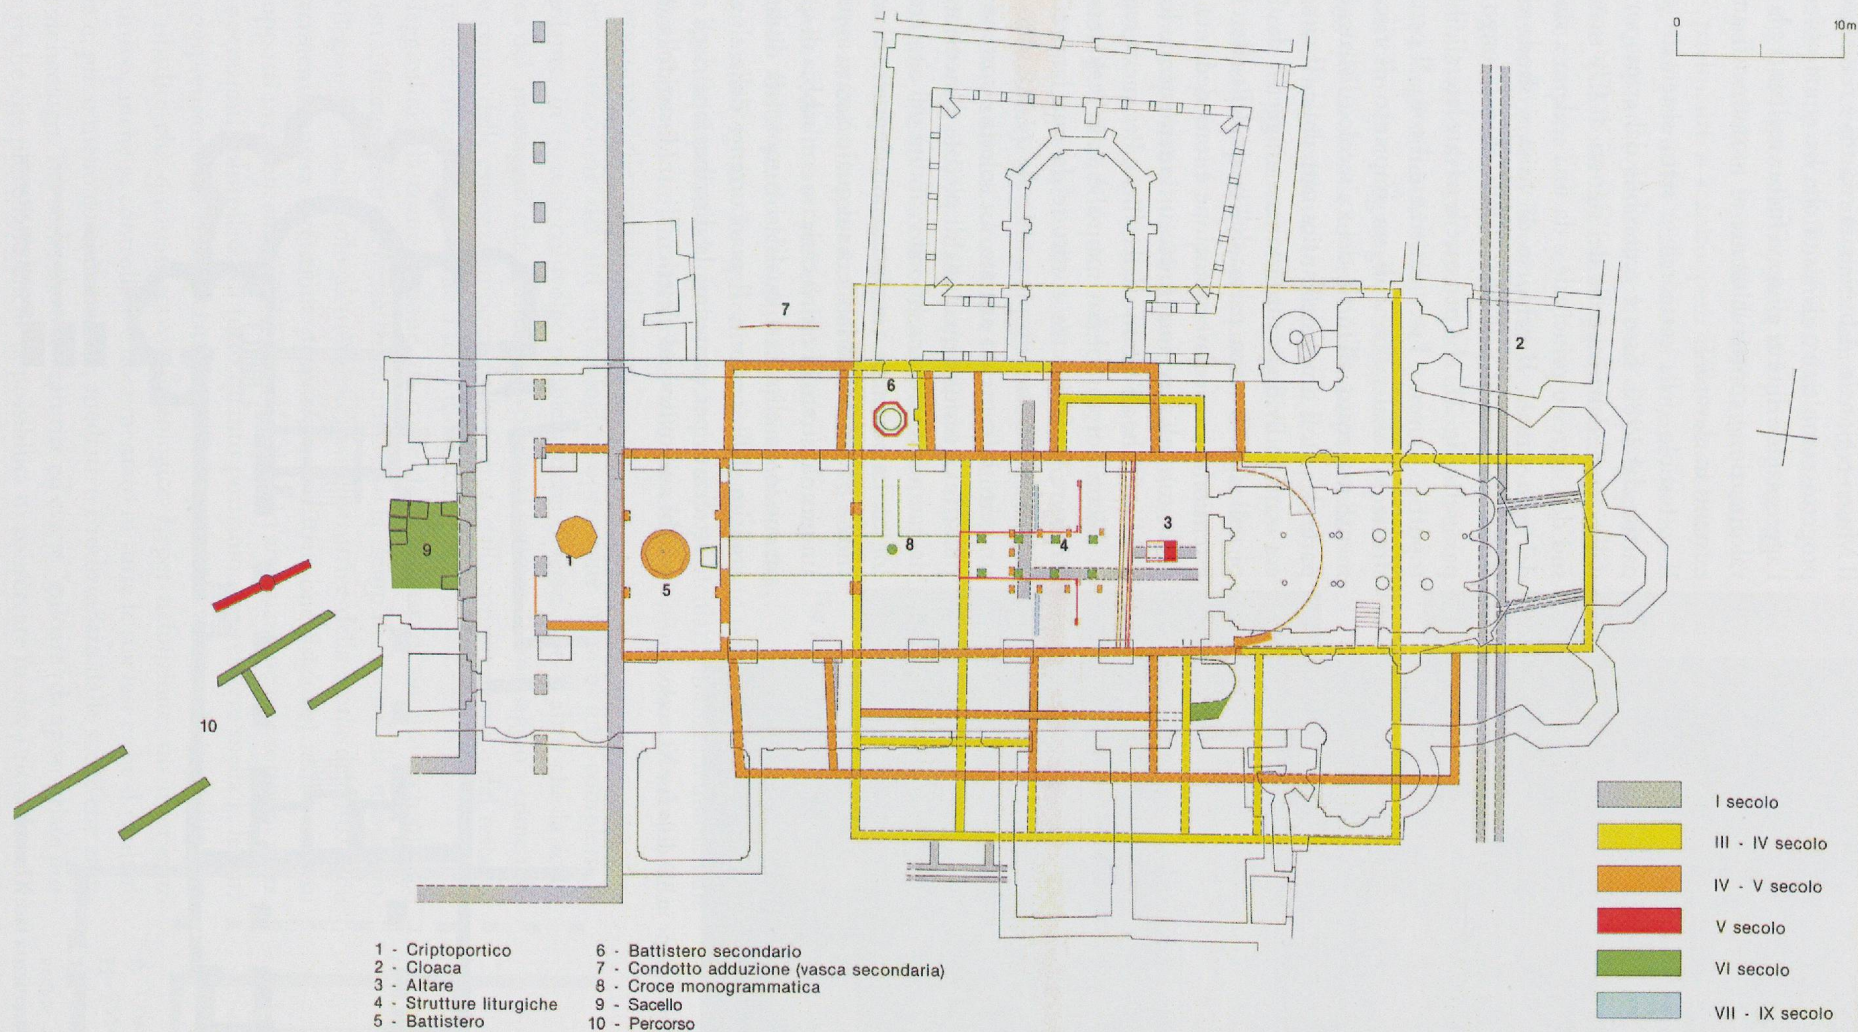 0 10m
7
2
6
3
9
1
8
4
5
10
I secolo
III - IV secolo
IV - V secolo
V secolo
VI secolo
VII - IX secolo
1 - Criptoportico
2 - Cloaca
3 - Altare
4 - Strutture liturgiche
5 - Battistero
6 - Battistero secondario
7 - Condotto adduzione (vasca secondaria)
8 - Croce monogrammatica
9 - Sacello
10 - Percorso